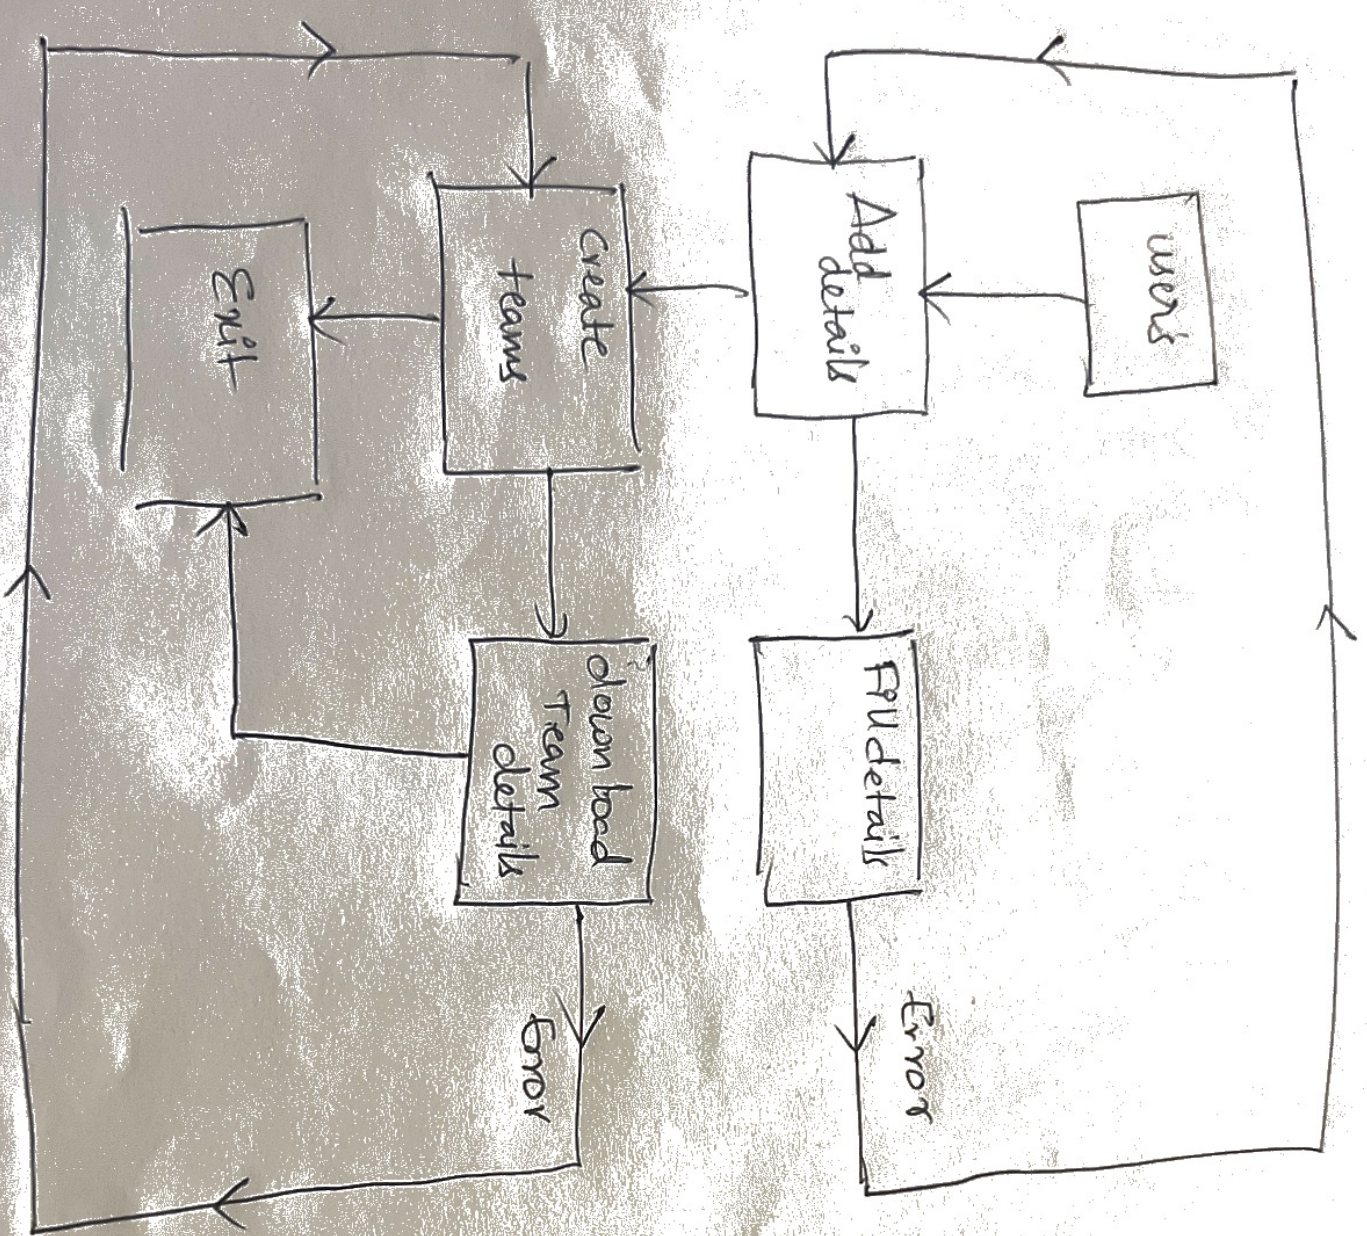 users
Add
details
Fill details
Error
Create
teams
download
Team
details
Error
Exit